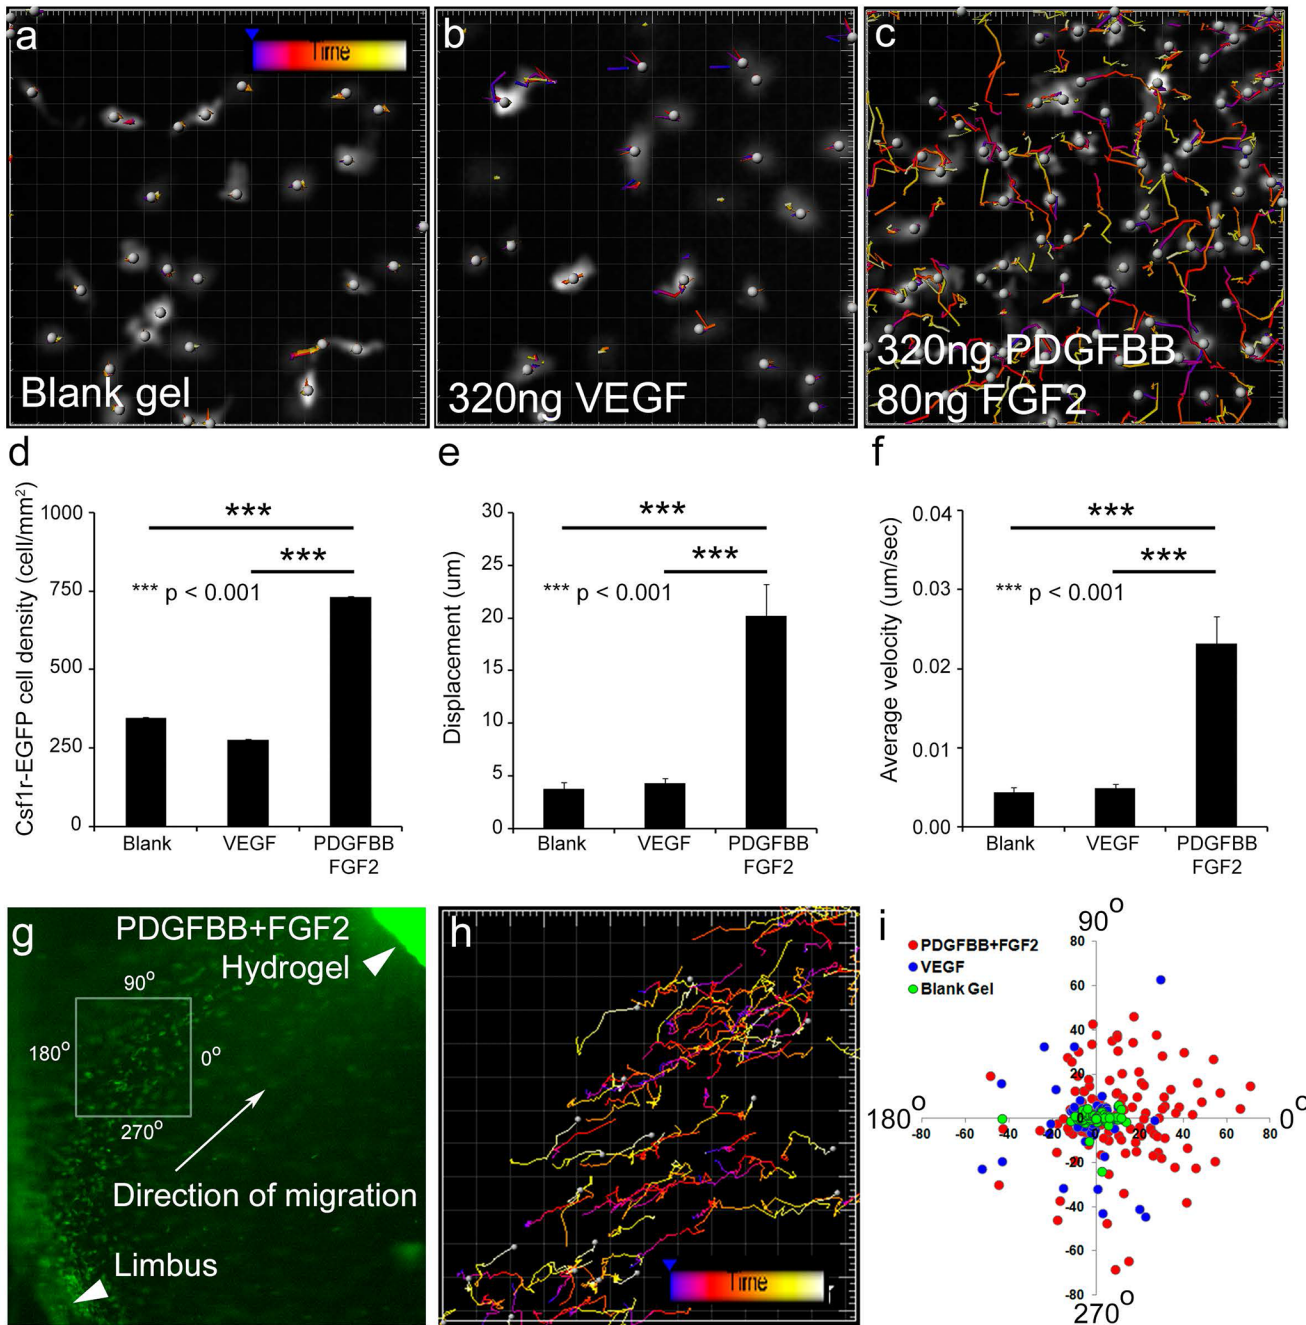 a
Time
Blank gel
b
320ng VEGF
c
320ng PDGFBB
80ng FGF2
d
Csf1r-EGFP cell density (cell/mm²)
1000
750
500
250
0
***
***
*** p < 0.001
Blank
VEGF
PDGFBB
FGF2
e
Displacement (um)
30
25
20
15
10
5
0
***
***
*** p < 0.001
Blank
VEGF
PDGFBB
FGF2
f
Average velocity (um/sec)
0.04
0.03
0.02
0.01
0.00
***
***
*** p < 0.001
Blank
VEGF
PDGFBB
FGF2
g
PDGFBB+FGF2
Hydrogel
90°
180°
0°
270°
Direction of migration
Limbus
h
Time
i
90°
PDGFBB+FGF2
VEGF
Blank Gel
80
60
40
20
0
-20
-40
-60
-80
180°
0°
-80
-60
-40
-20
0
20
40
60
80
270°